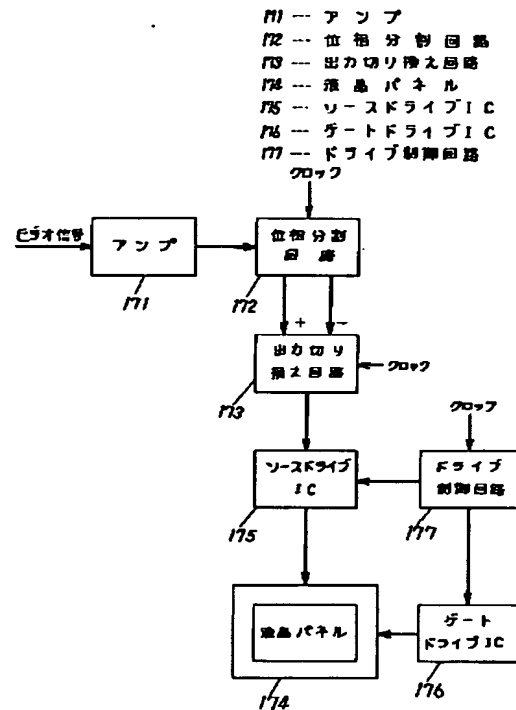 171 --- アンプ
172 --- 位相分割回路
173 --- 出力切り換え回路
174 --- 液晶パネル
175 --- ソースドライブIC
176 --- ゲートドライブIC
177 --- ドライブ制御回路
クロック
ビデオ信号
アンプ
171
位相分割
回路
172
+ −
出力切り
換え回路
173
クロック
クロック
ソースドライブ
IC
175
ドライブ
制御回路
177
液晶パネル
174
ゲート
ドライブIC
176